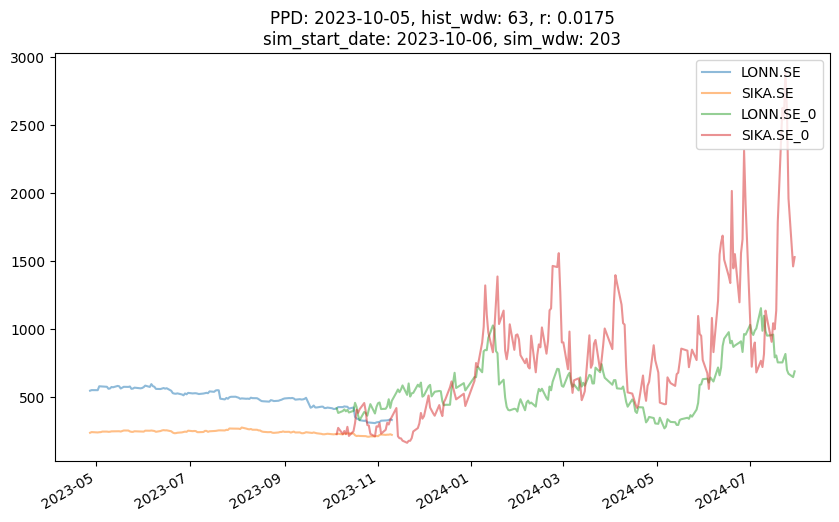 PPD: 2023-10-05, hist_wdw: 63, r: 0.0175
sim_start_date: 2023-10-06, sim_wdw: 203
3000
2500
2000
1500
1000
500
LONN.SE
SIKA.SE
LONN.SE_0
SIKA.SE_0
2023-05
2023-07
2023-09
2023-11
2024-01
2024-03
2024-05
2024-07